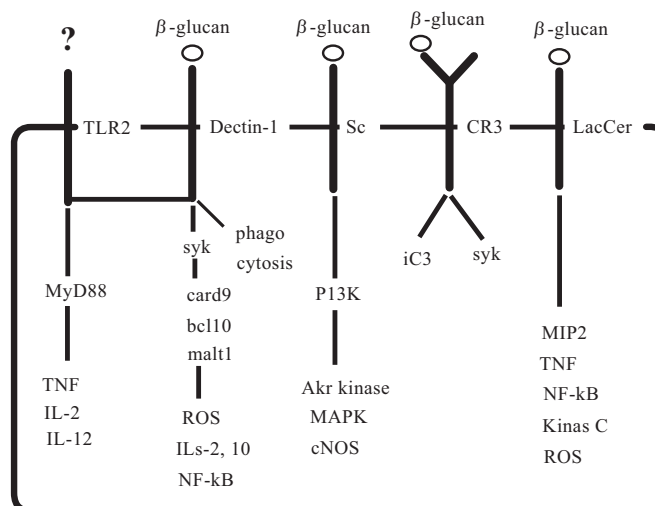 ?
β-glucan
β-glucan
β-glucan
β-glucan
TLR2
Dectin-1
Sc
CR3
LacCer
MyD88
TNF
IL-2
IL-12
syk
phago
cytosis
card9
bcl10
malt1
ROS
ILs-2, 10
NF-kB
P13K
Akr kinase
MAPK
cNOS
iC3
syk
MIP2
TNF
NF-kB
Kinas C
ROS